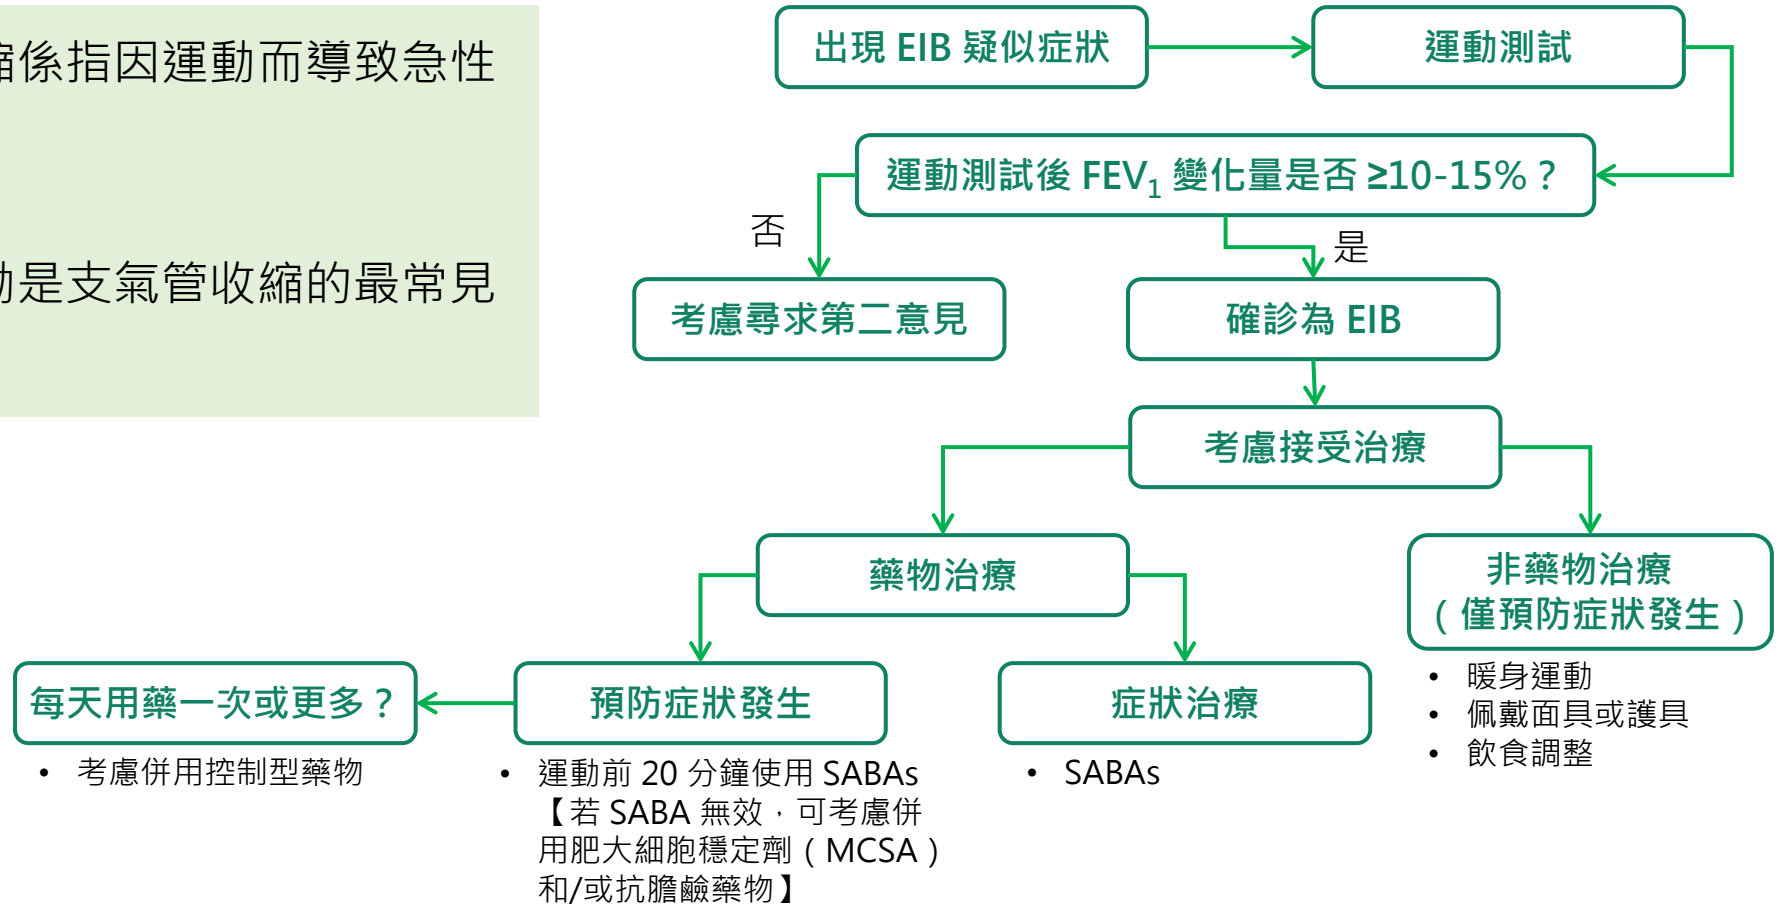 縮係指因運動而導致急性
動是支氣管收縮的最常見
出現 EIB 疑似症狀
運動測試
運動測試後 FEV₁ 變化量是否 ≥10-15%？
否
是
考慮尋求第二意見
確診為 EIB
考慮接受治療
藥物治療
非藥物治療
（僅預防症狀發生）
• 暖身運動
• 佩戴面具或護具
• 飲食調整
每天用藥一次或更多？
• 考慮併用控制型藥物
預防症狀發生
• 運動前 20 分鐘使用 SABAs
【若 SABA 無效，可考慮併
用肥大細胞穩定劑（MCSA）
和/或抗膽鹼藥物】
症狀治療
• SABAs